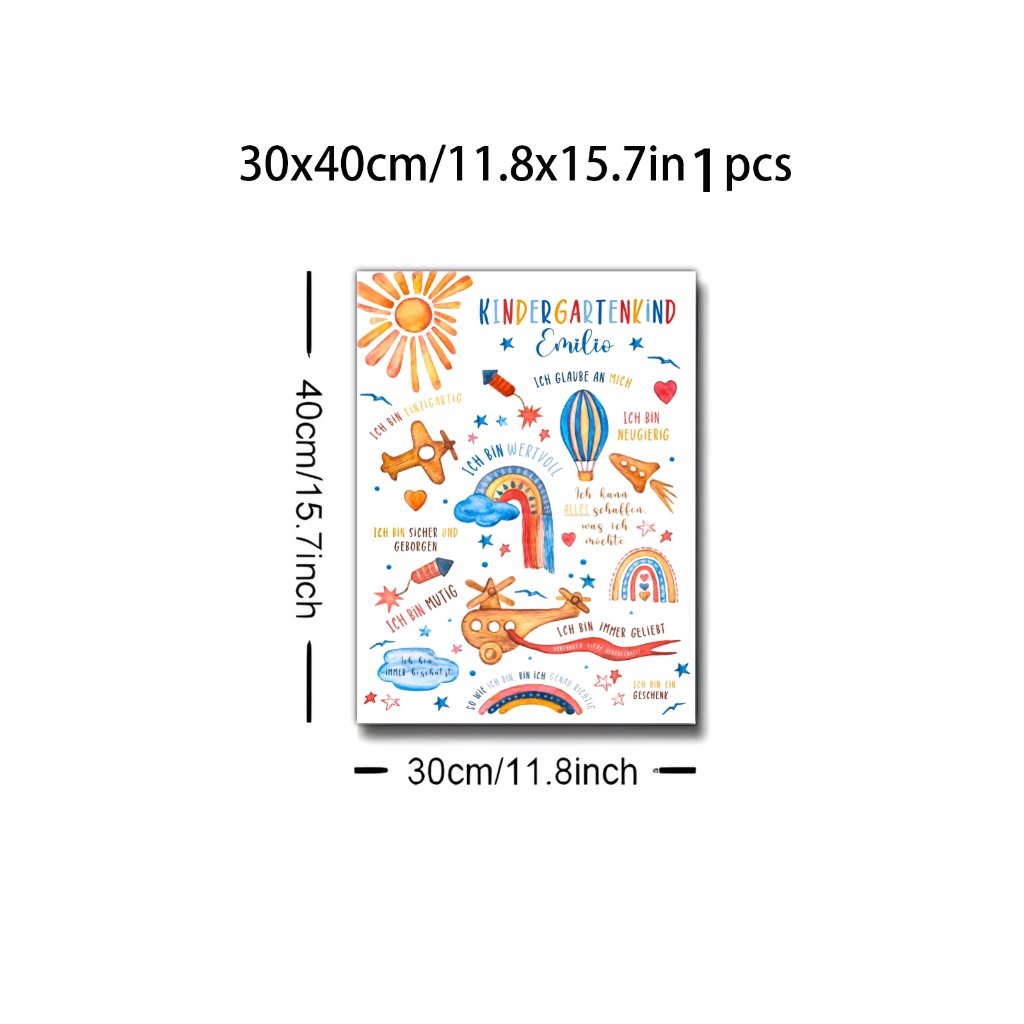 30x40cm/11.8x15.7in 1 pcs
KINDERGARTENKIND
Emilio
ICH GLAUBE AN MICH
ICH BIN EINZIGARTIG
ICH BIN
NEUGIERIG
ICH BIN WERTVOLL
Ich kann
ALLES schaffen,
was ich
möchte
ICH BIN SICHER UND
GEBORGEN
ICH BIN MUTIG
ICH BIN IMMER GELIEBT
Ich bin
IMMER beschützt
SO WIE ICH BIN, BIN ICH GENAU RICHTIG
ICH BIN EIN
GESCHENK
40cm/15.7inch
30cm/11.8inch